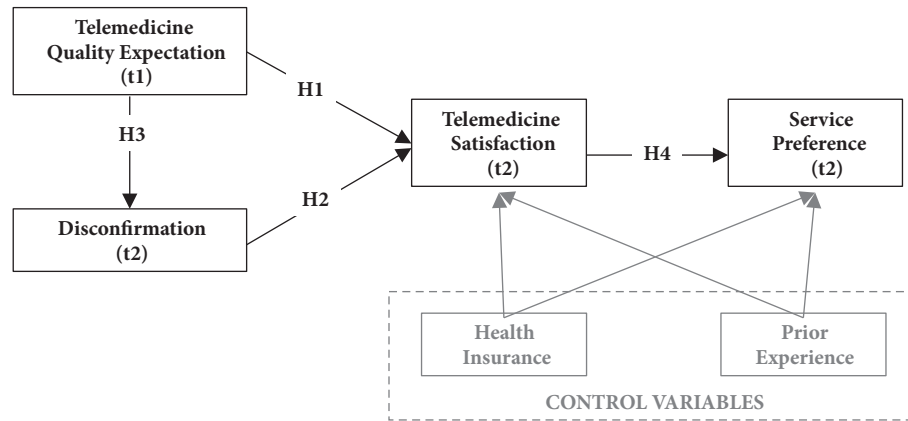 Telemedicine
Quality Expectation
(t1)
H1
H3
Telemedicine
Satisfaction
(t2)
H4
Service
Preference
(t2)
H2
Disconfirmation
(t2)
Health
Insurance
Prior
Experience
CONTROL VARIABLES